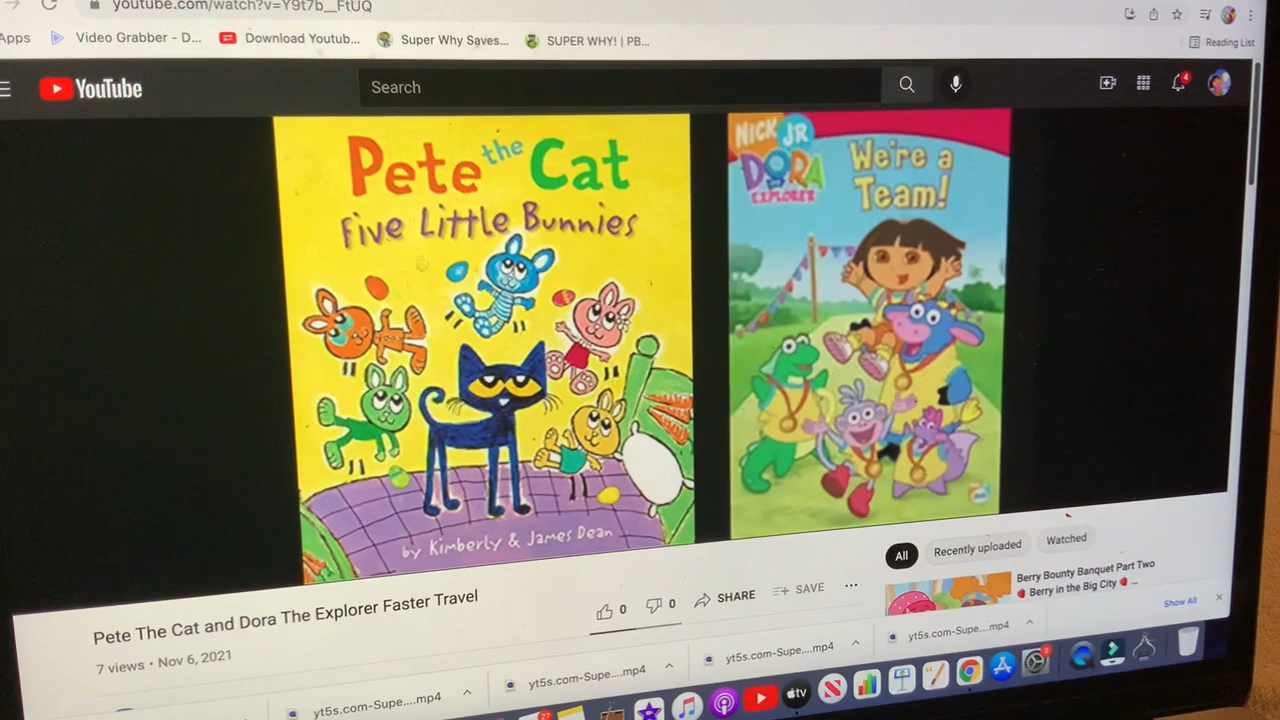 youtube.com/watch?v=Y9t7b__FtUQ
Apps
Video Grabber - D...
Download Youtub...
Super Why Saves...
SUPER WHY! | PB...
Reading List
YouTube
Search
4
Pete the Cat
Five Little Bunnies
by Kimberly & James Dean
NICK JR
DORA
EXPLORER
We're a
Team!
Pete The Cat and Dora The Explorer Faster Travel
7 views • Nov 6, 2021
0
0
SHARE
SAVE
All
Recently uploaded
Watched
Berry Bounty Banquet Part Two
Berry in the Big City
Show All
yt5s.com-Supe....mp4
yt5s.com-Supe....mp4
yt5s.com-Supe....mp4
yt5s.com-Supe....mp4
27
tv
3